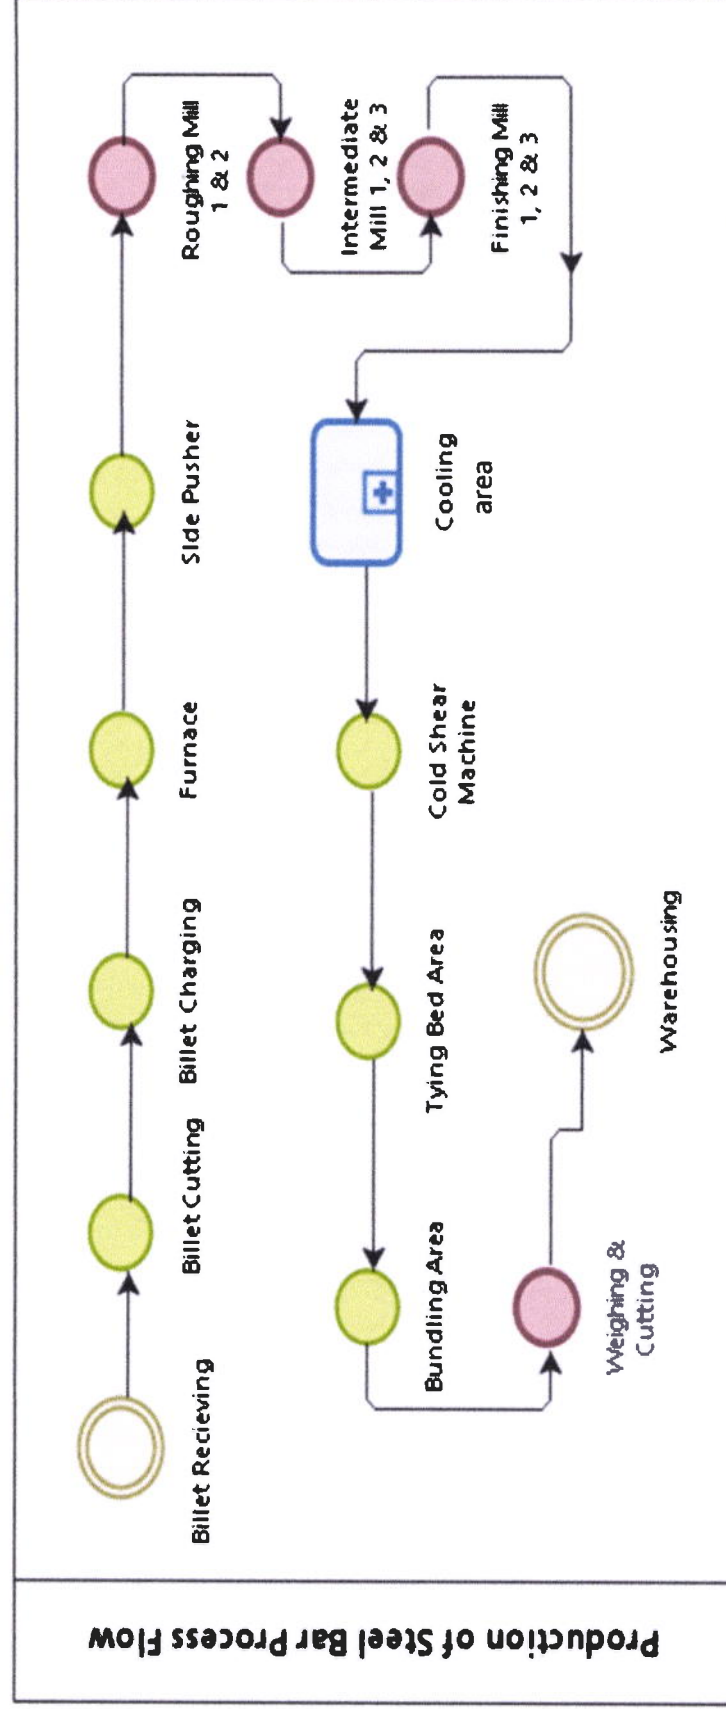 Production of Steel Bar Process Flow
Billet Recieving
Billet Cutting
Billet Charging
Furnace
SIde Pusher
Roughing Mill
1 & 2
Intermediate
Mill 1, 2 & 3
Finishing Mill
1, 2 & 3
Cooling
area
Cold Shear
Machine
Tying Bed Area
Bundling Area
Weighing &
Cutting
Warehousing